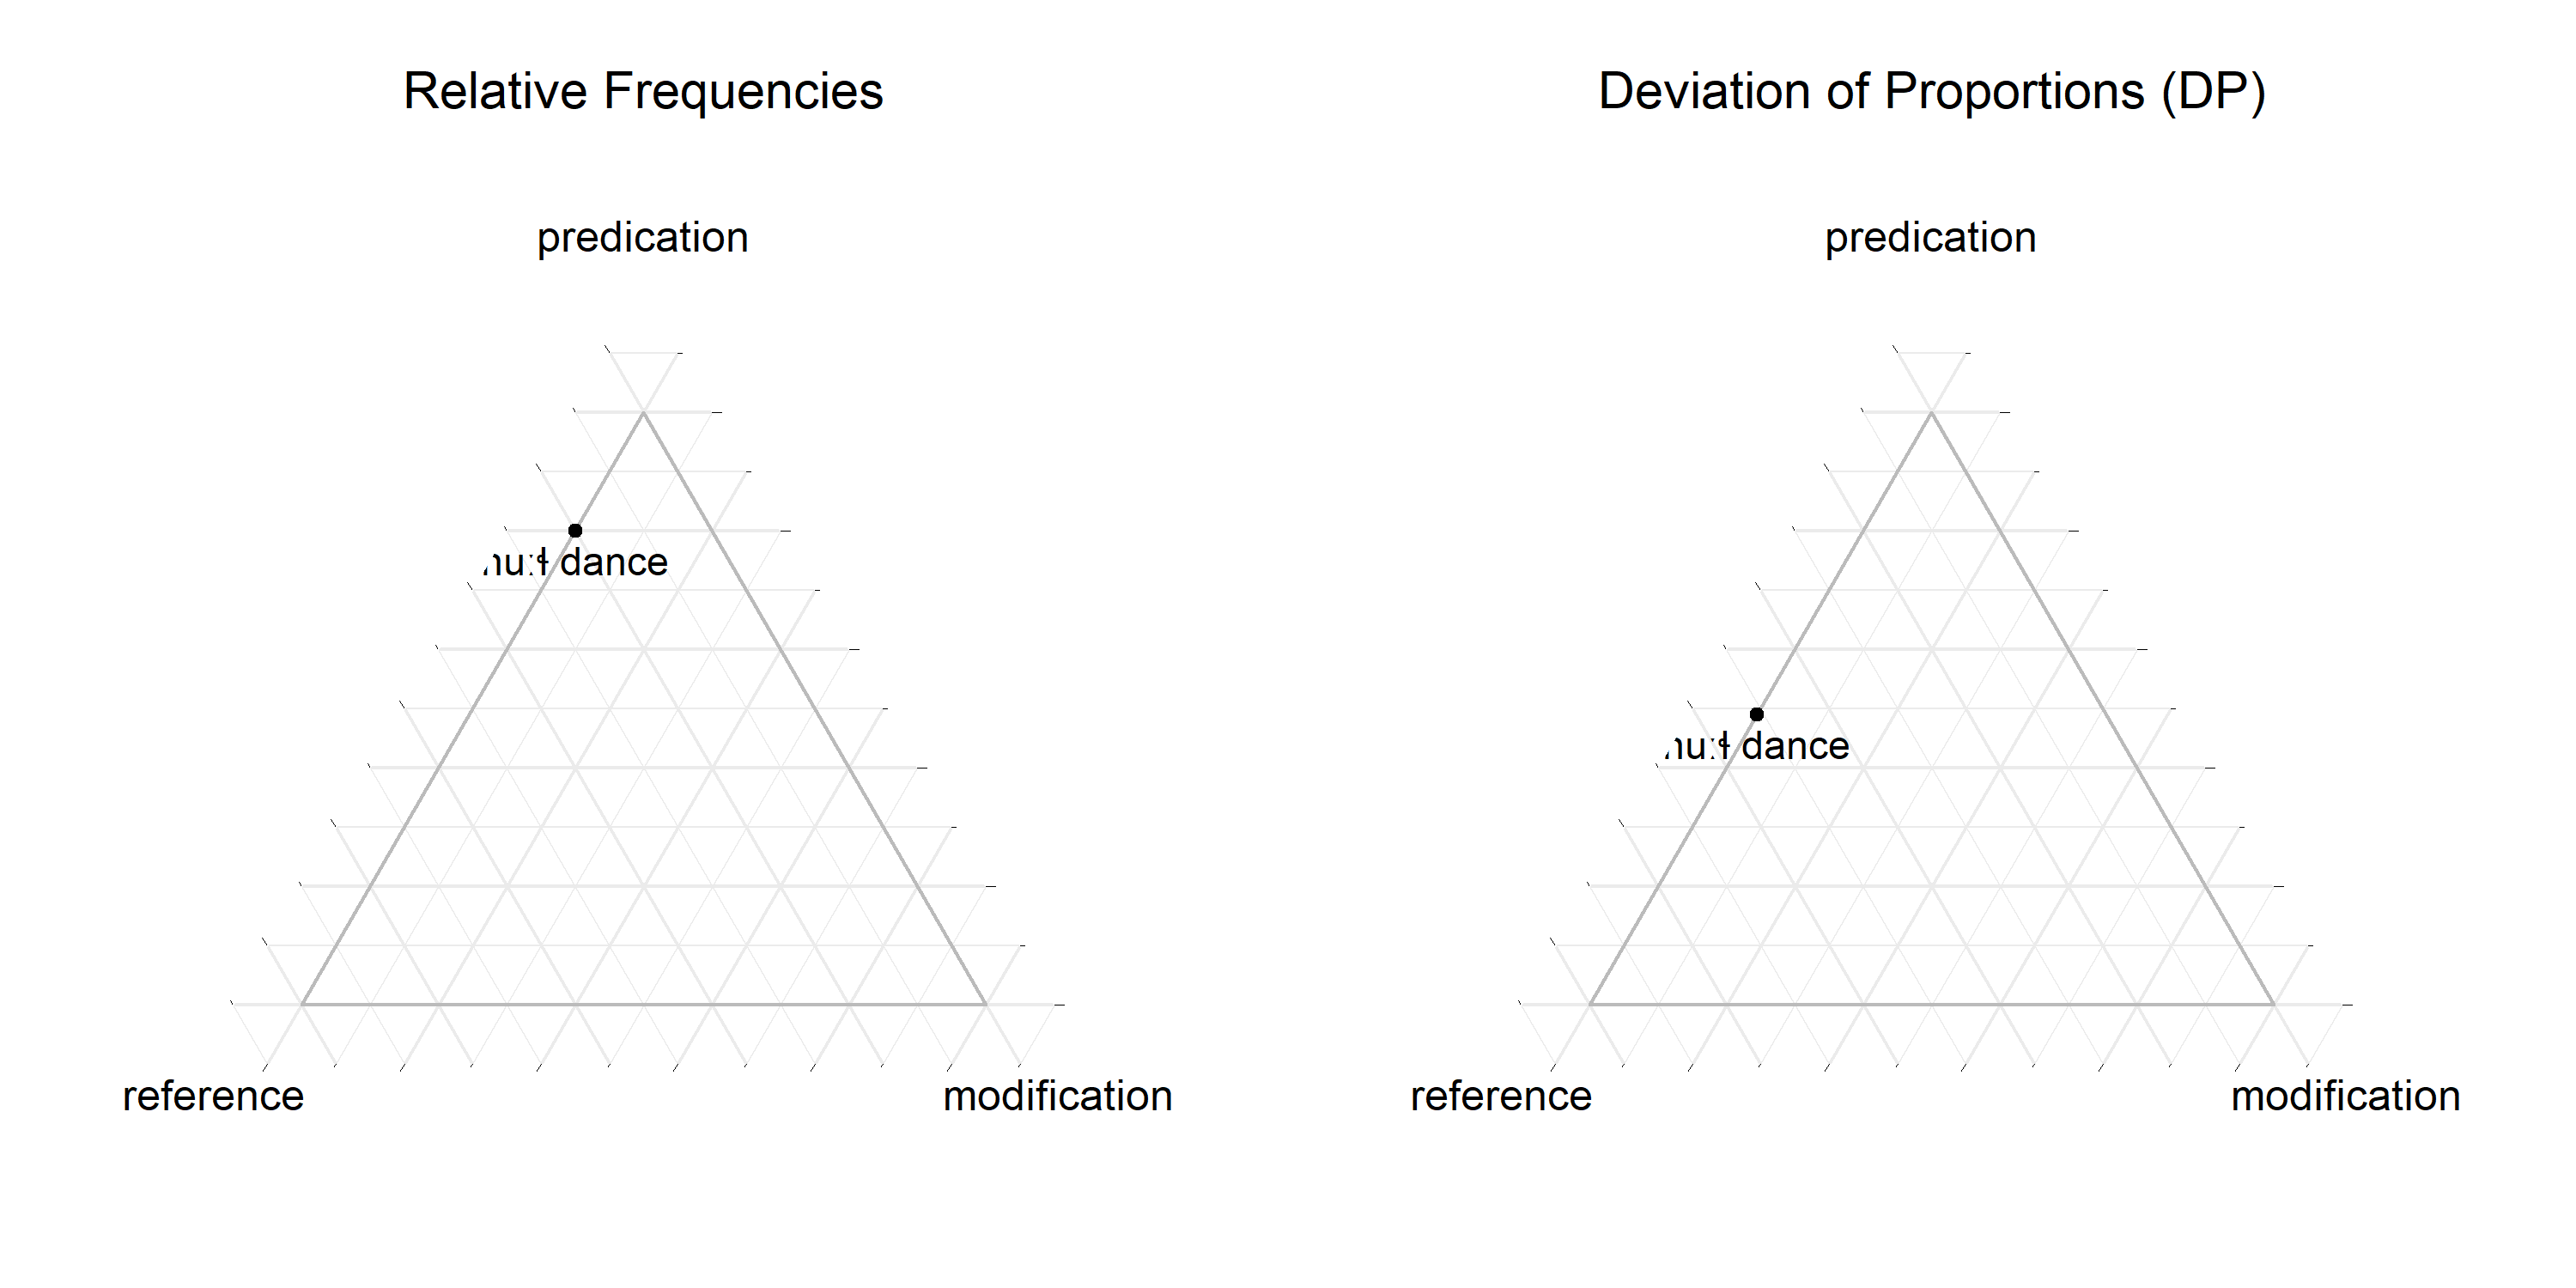 Relative Frequencies
Deviation of Proportions (DP)
predication
predication
dance
dance
reference
modification
reference
modification